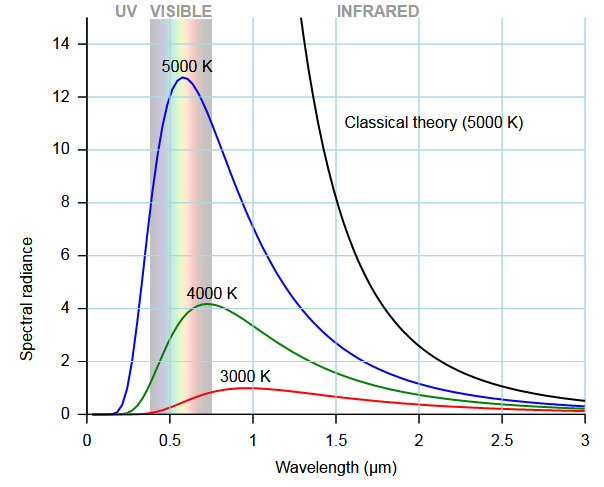 UV VISIBLE INFRARED
14
12
10
8
6
4
2
0
5000 K
Classical theory (5000 K)
4000 K
3000 K
Spectral radiance
0 0.5 1 1.5 2 2.5 3
Wavelength (μm)